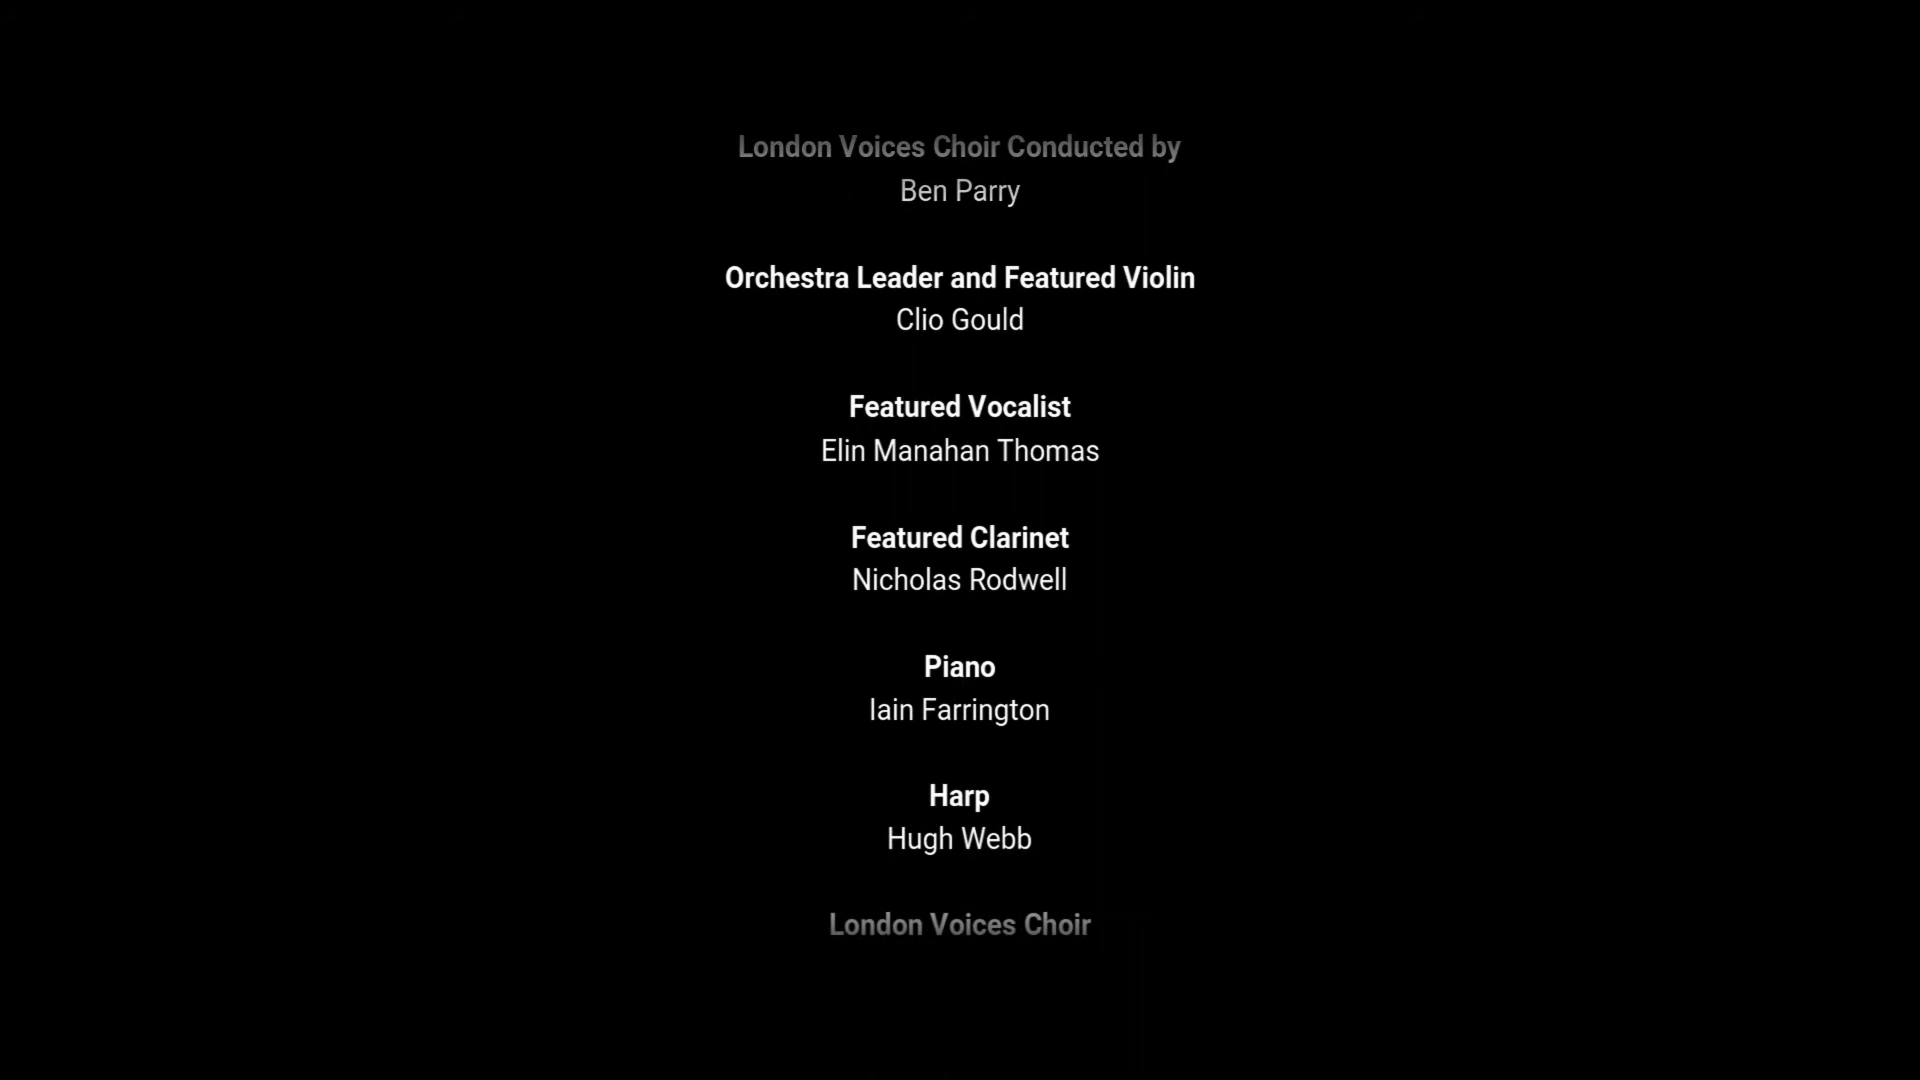 London Voices Choir Conducted by
Ben Parry
Orchestra Leader and Featured Violin
Clio Gould
Featured Vocalist
Elin Manahan Thomas
Featured Clarinet
Nicholas Rodwell
Piano
Iain Farrington
Harp
Hugh Webb
London Voices Choir